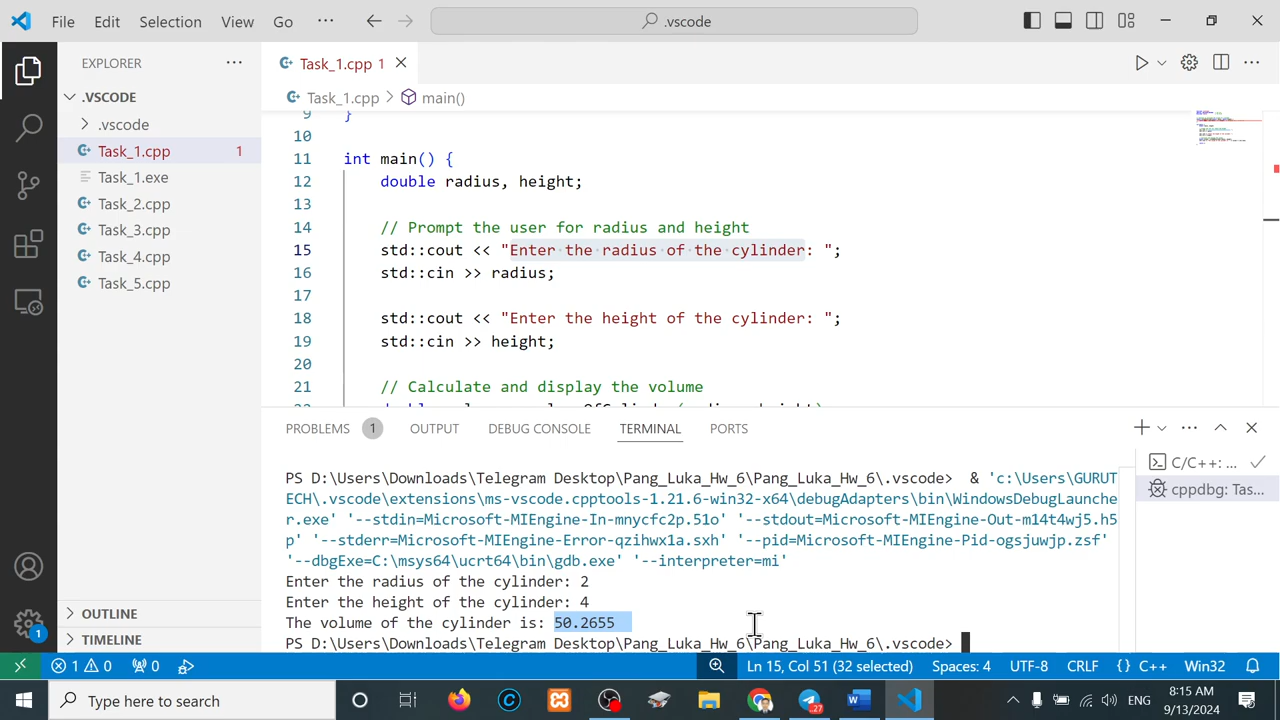 File Edit Selection View Go ··· .vscode
EXPLORER ···
.VSCODE
.vscode
Task_1.cpp 1
Task_1.exe
Task_2.cpp
Task_3.cpp
Task_4.cpp
Task_5.cpp
OUTLINE
TIMELINE
1
Task_1.cpp 1
Task_1.cpp > main()
9 }
10
11 int main() {
12 double radius, height;
13
14 // Prompt the user for radius and height
15 std::cout << "Enter·the·radius·of·the·cylinder: ";
16 std::cin >> radius;
17
18 std::cout << "Enter the height of the cylinder: ";
19 std::cin >> height;
20
21 // Calculate and display the volume
PROBLEMS 1 OUTPUT DEBUG CONSOLE TERMINAL PORTS
PS D:\Users\Downloads\Telegram Desktop\Pang_Luka_Hw_6\Pang_Luka_Hw_6\.vscode> & 'c:\Users\GURUT
ECH\.vscode\extensions\ms-vscode.cpptools-1.21.6-win32-x64\debugAdapters\bin\WindowsDebugLaunche
r.exe' '--stdin=Microsoft-MIEngine-In-mnycfc2p.51o' '--stdout=Microsoft-MIEngine-Out-m14t4wj5.h5
p' '--stderr=Microsoft-MIEngine-Error-qzihwx1a.sxh' '--pid=Microsoft-MIEngine-Pid-ogsjuwjp.zsf'
'--dbgExe=C:\msys64\ucrt64\bin\gdb.exe' '--interpreter=mi'
Enter the radius of the cylinder: 2
Enter the height of the cylinder: 4
The volume of the cylinder is: 50.2655
PS D:\Users\Downloads\Telegram Desktop\Pang_Luka_Hw_6\Pang_Luka_Hw_6\.vscode>
C/C++: ...
cppdbg: Tas...
1 0 0 Ln 15, Col 51 (32 selected) Spaces: 4 UTF-8 CRLF {} C++ Win32
Type here to search
27
ENG
8:15 AM
9/13/2024